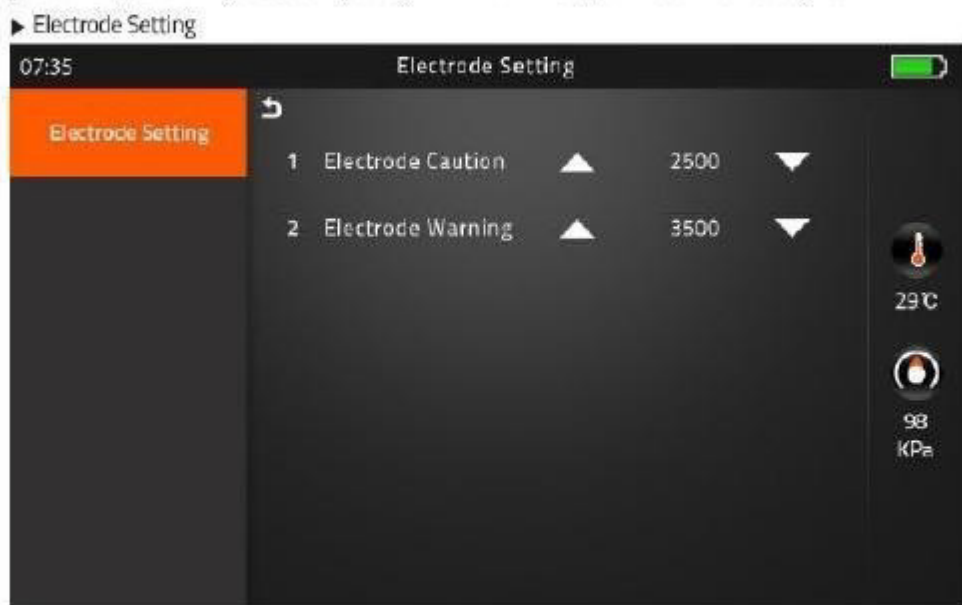 ▶ Electrode Setting
07:35 Electrode Setting
Electrode Setting
1 Electrode Caution 2500
2 Electrode Warning 3500
29℃
98
KPa